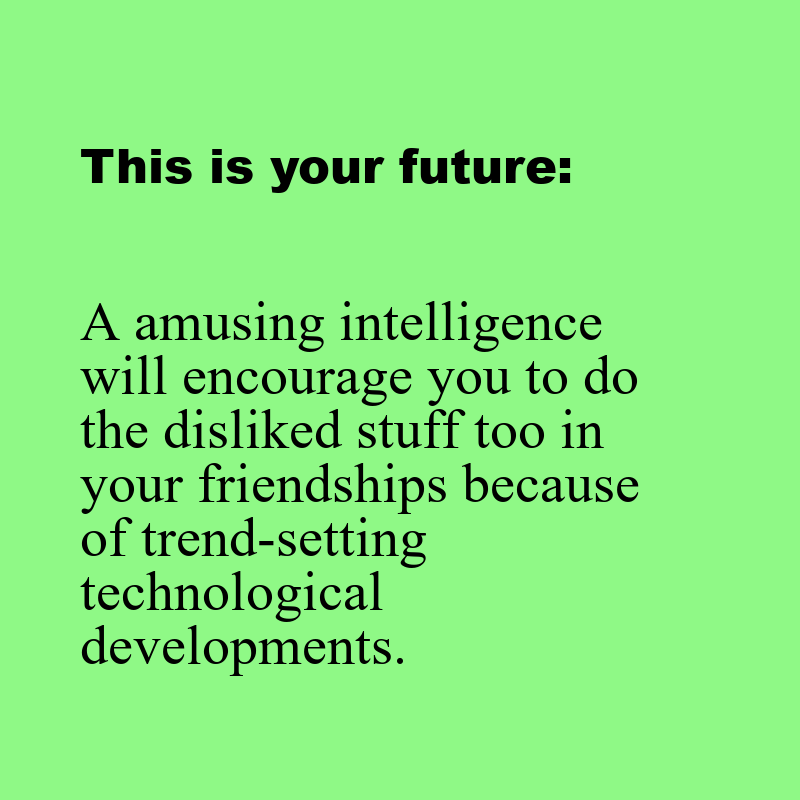 This is your future:
A amusing intelligence
will encourage you to do
the disliked stuff too in
your friendships because
of trend-setting
technological
developments.